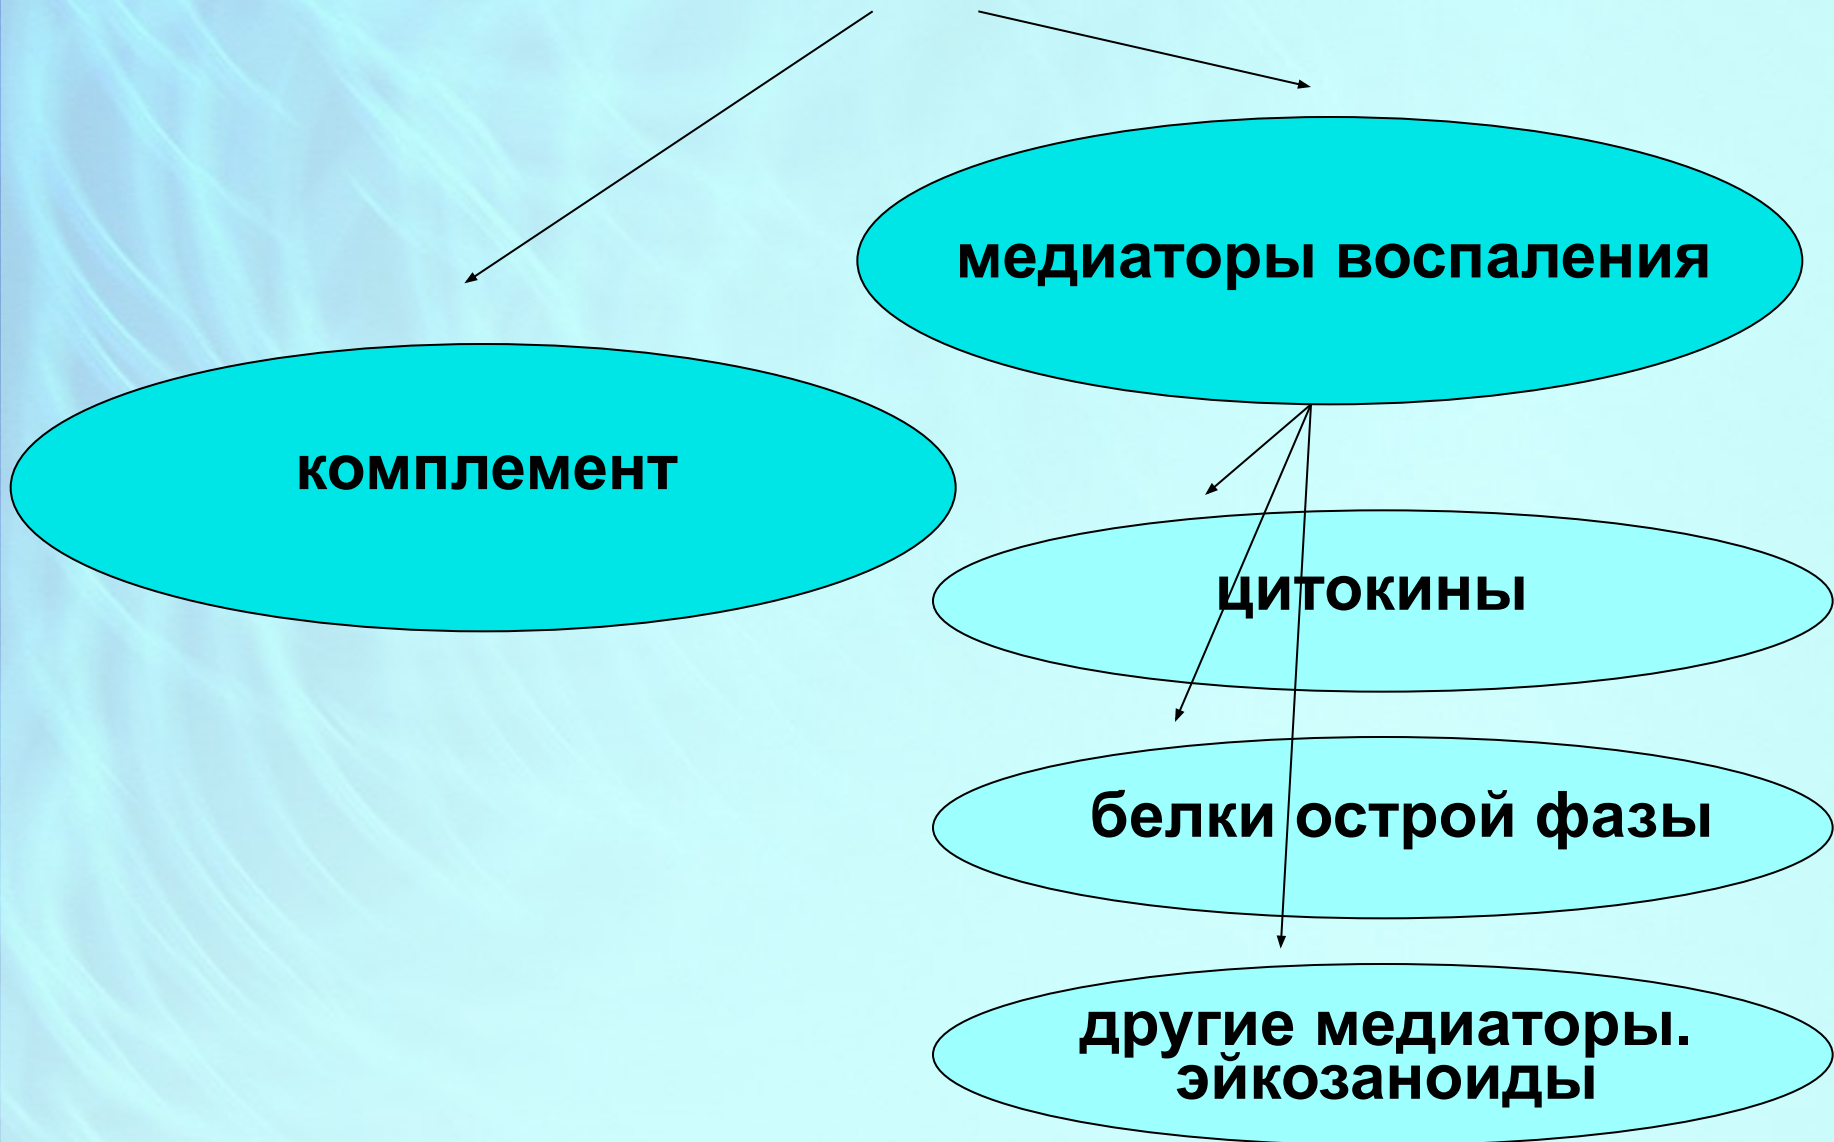 медиаторы воспаления
комплемент
цитокины
белки острой фазы
другие медиаторы.
эйкозаноиды